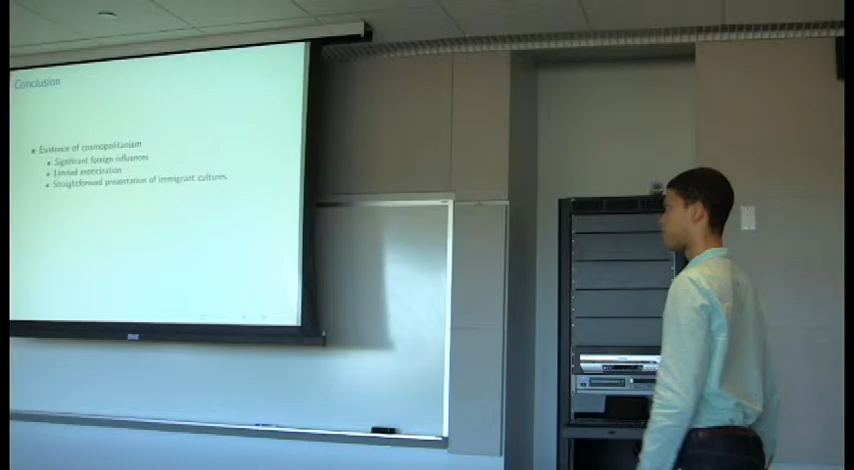 Conclusion
Evidence of cosmopolitanism
Significant foreign influences
Limited exoticization
Straightforward presentation of immigrant cultures